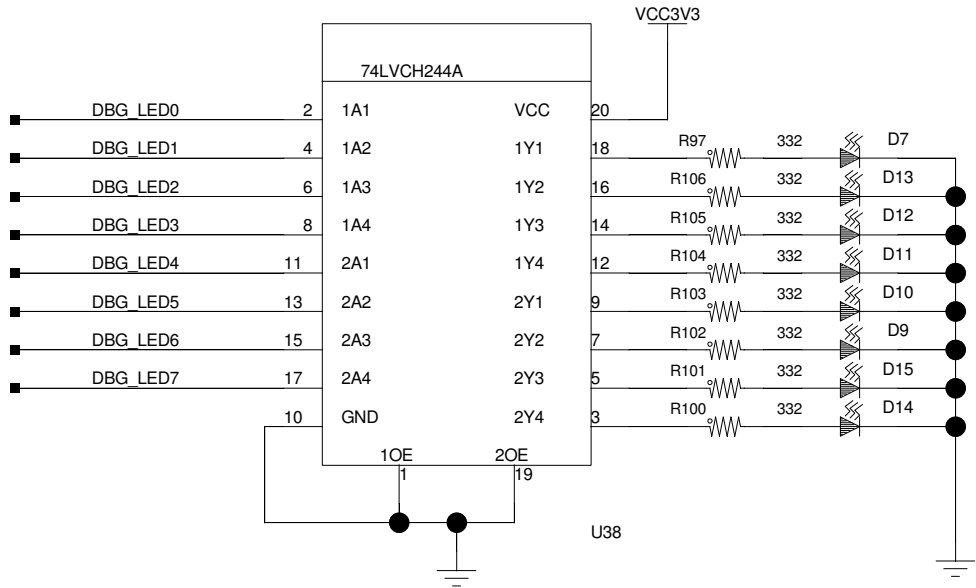 VCC3V3
74LVCH244A
DBG_LED0 2 1A1 VCC 20
DBG_LED1 4 1A2 1Y1 18 R97 332 D7
DBG_LED2 6 1A3 1Y2 16 R106 332 D13
DBG_LED3 8 1A4 1Y3 14 R105 332 D12
DBG_LED4 11 2A1 1Y4 12 R104 332 D11
DBG_LED5 13 2A2 2Y1 9 R103 332 D10
DBG_LED6 15 2A3 2Y2 7 R102 332 D9
DBG_LED7 17 2A4 2Y3 5 R101 332 D15
10 GND 2Y4 3 R100 332 D14
1OE 2OE
1 19
U38